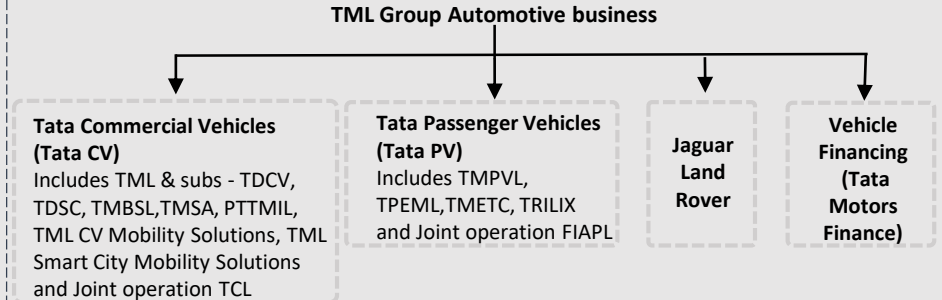 TML Group Automotive business
Tata Commercial Vehicles
(Tata CV)
Includes TML & subs - TDCV,
TDSC, TMBSL,TMSA, PTTMIL,
TML CV Mobility Solutions, TML
Smart City Mobility Solutions
and Joint operation TCL
Tata Passenger Vehicles
(Tata PV)
Includes TMPVL,
TPEML,TMETC, TRILIX
and Joint operation FIAPL
Jaguar
Land
Rover
Vehicle
Financing
(Tata
Motors
Finance)